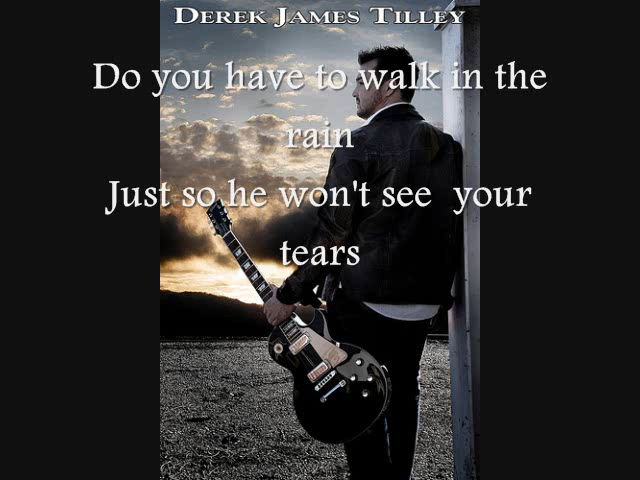 DEREK JAMES TILLEY
Do you have to walk in the
rain
Just so he won't see  your
tears